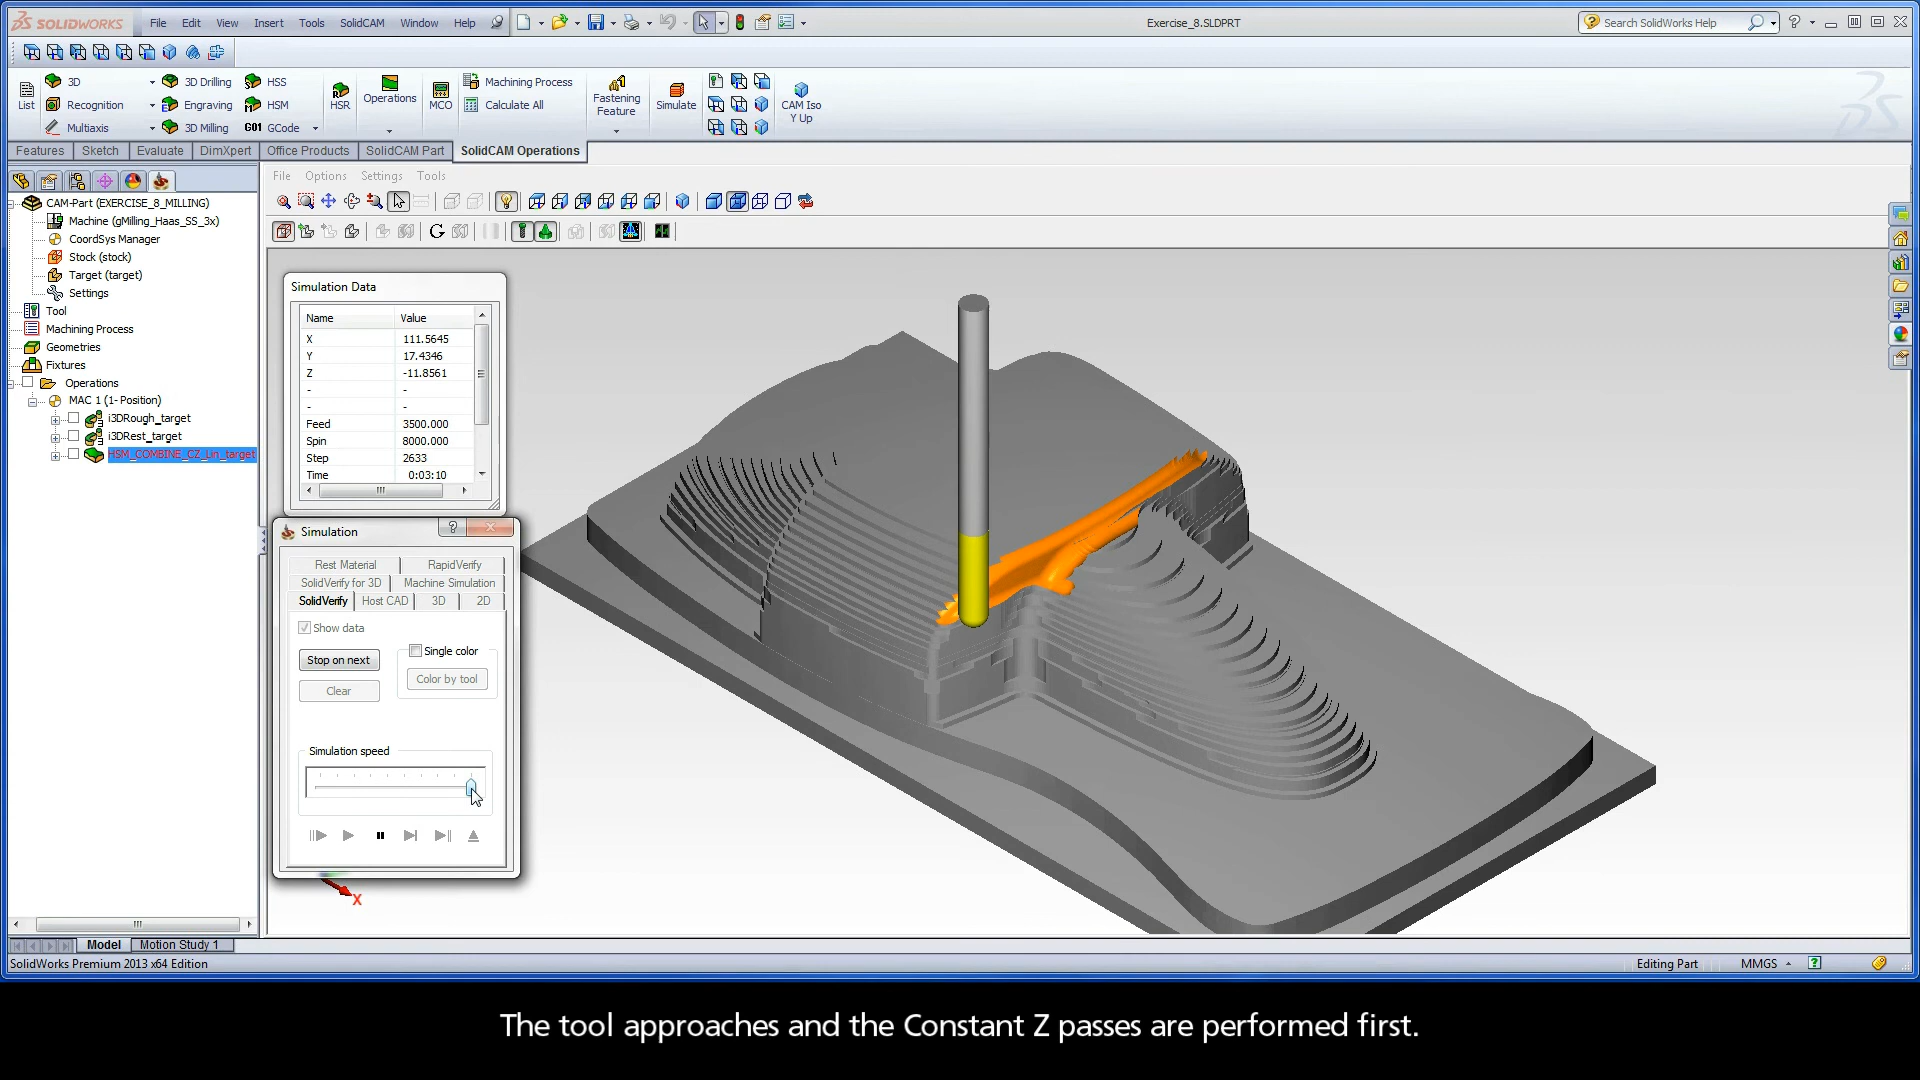 SOLIDWORKS File Edit View Insert Tools SolidCAM Window Help Exercise_8.SLDPRT Search SolidWorks Help
3D 3D Drilling HSS Machining Process
List Recognition Engraving HSM HSR Operations MCO Calculate All Fastening Feature Simulate CAM Iso Y Up
Multiaxis 3D Milling G01 GCode
Features Sketch Evaluate DimXpert Office Products SolidCAM Part SolidCAM Operations
File Options Settings Tools
CAM-Part (EXERCISE_8_MILLING)
Machine (gMilling_Haas_SS_3x)
CoordSys Manager
Stock (stock)
Target (target)
Settings
Tool
Machining Process
Geometries
Fixtures
Operations
MAC 1 (1- Position)
i3DRough_target
i3DRest_target
HSM_COMBINE_CZ_Lin_target
Simulation Data
Name Value
X 111.5645
Y 17.4346
Z -11.8561
- -
- -
Feed 3500.000
Spin 8000.000
Step 2633
Time 0:03:10
Simulation
Rest Material RapidVerify
SolidVerify for 3D Machine Simulation
SolidVerify Host CAD 3D 2D
Show data
Stop on next Single color
Clear Color by tool
Simulation speed
X
Model Motion Study 1
SolidWorks Premium 2013 x64 Edition Editing Part MMGS
The tool approaches and the Constant Z passes are performed first.